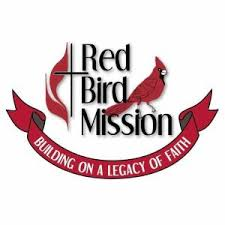 Red
Bird
Mission
BUILDING ON A LEGACY OF FAITH